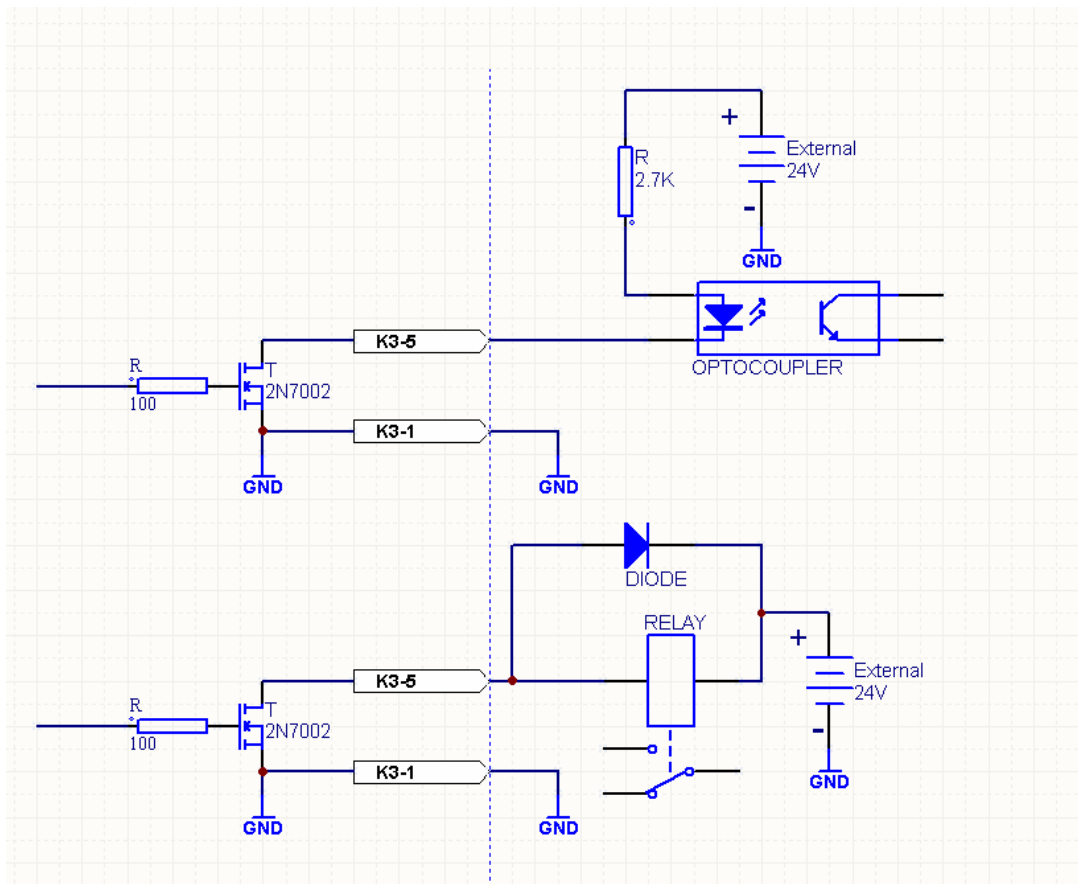 +
External
24V
-
GND
R
2.7K
OPTOCOUPLER
K3-5
R
100
T
2N7002
K3-1
GND
GND
DIODE
RELAY
+
External
24V
-
GND
K3-5
R
100
T
2N7002
K3-1
GND
GND